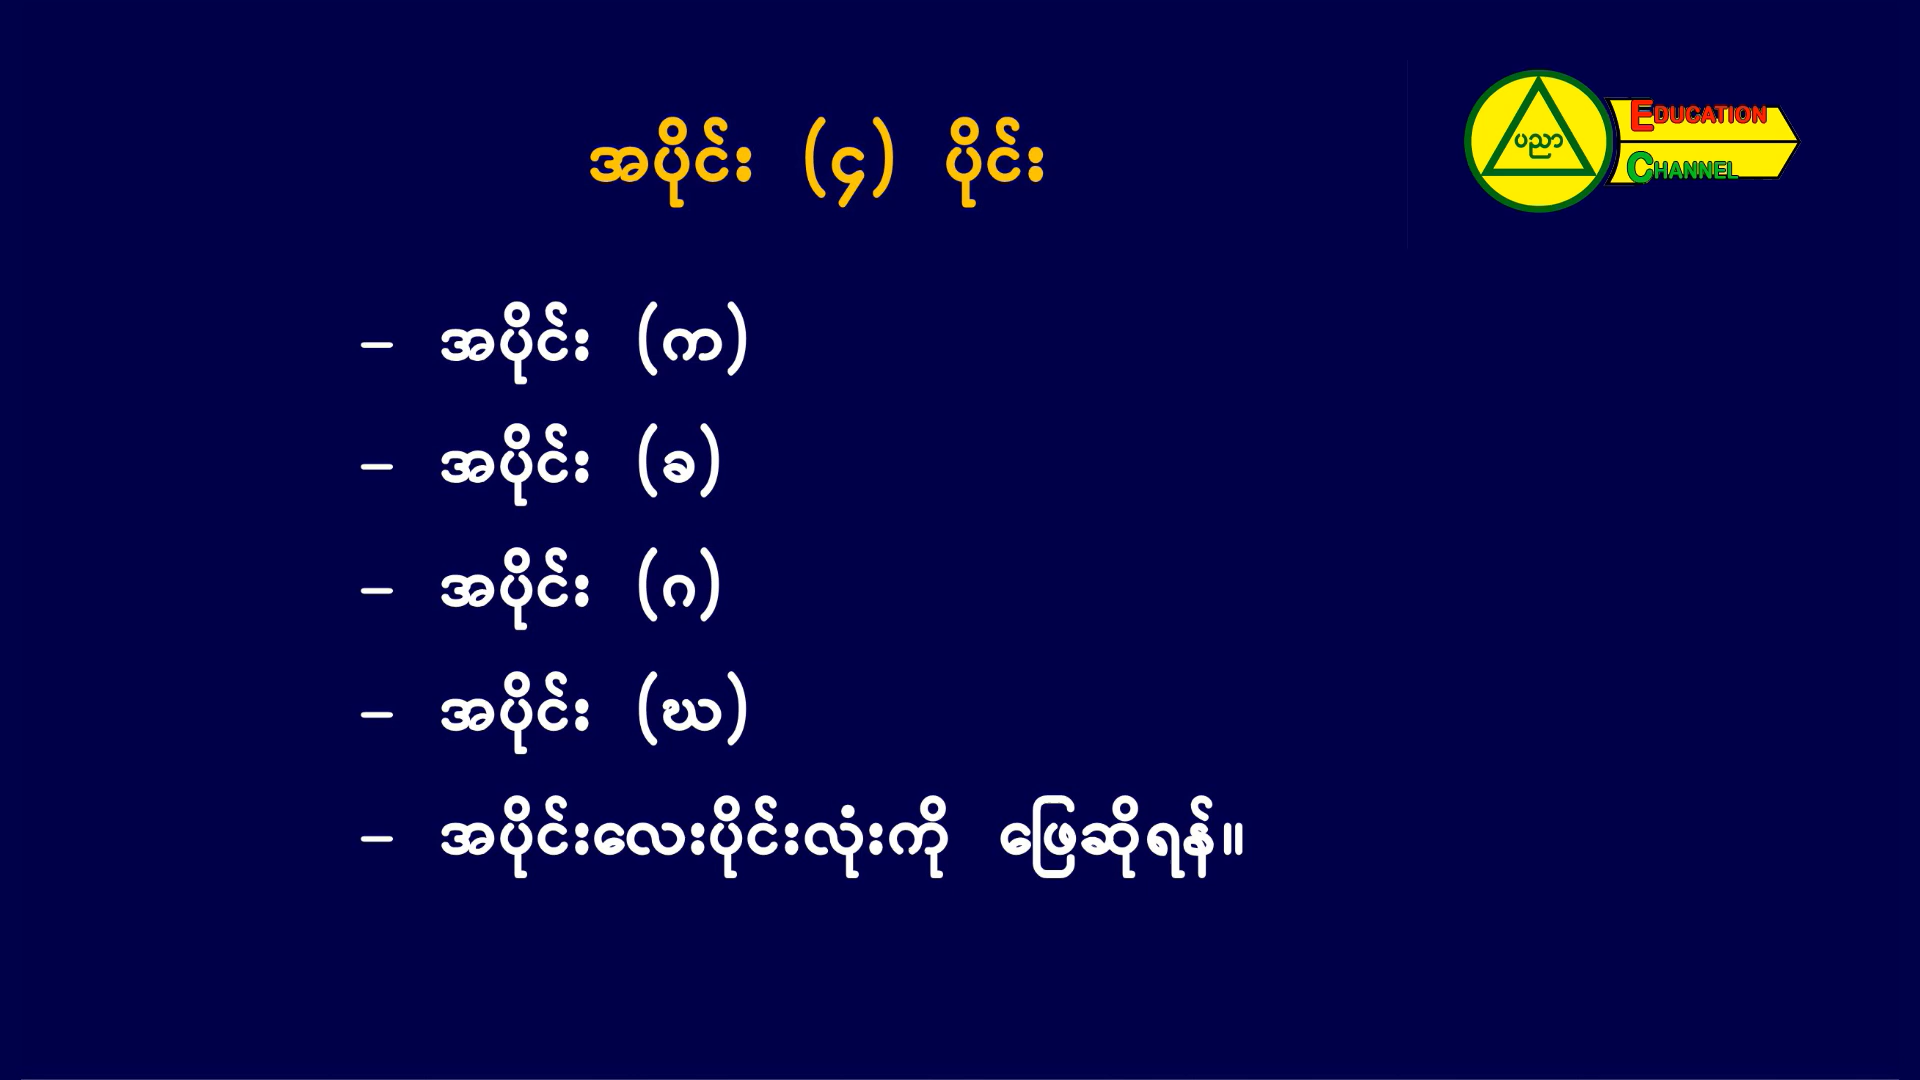 အပိုင်း (၄) ပိုင်း
ပညာ
EDUCATION
CHANNEL
– အပိုင်း (က)
– အပိုင်း (ခ)
– အပိုင်း (ဂ)
– အပိုင်း (ဃ)
– အပိုင်းလေးပိုင်းလုံးကို ဖြေဆိုရန်။